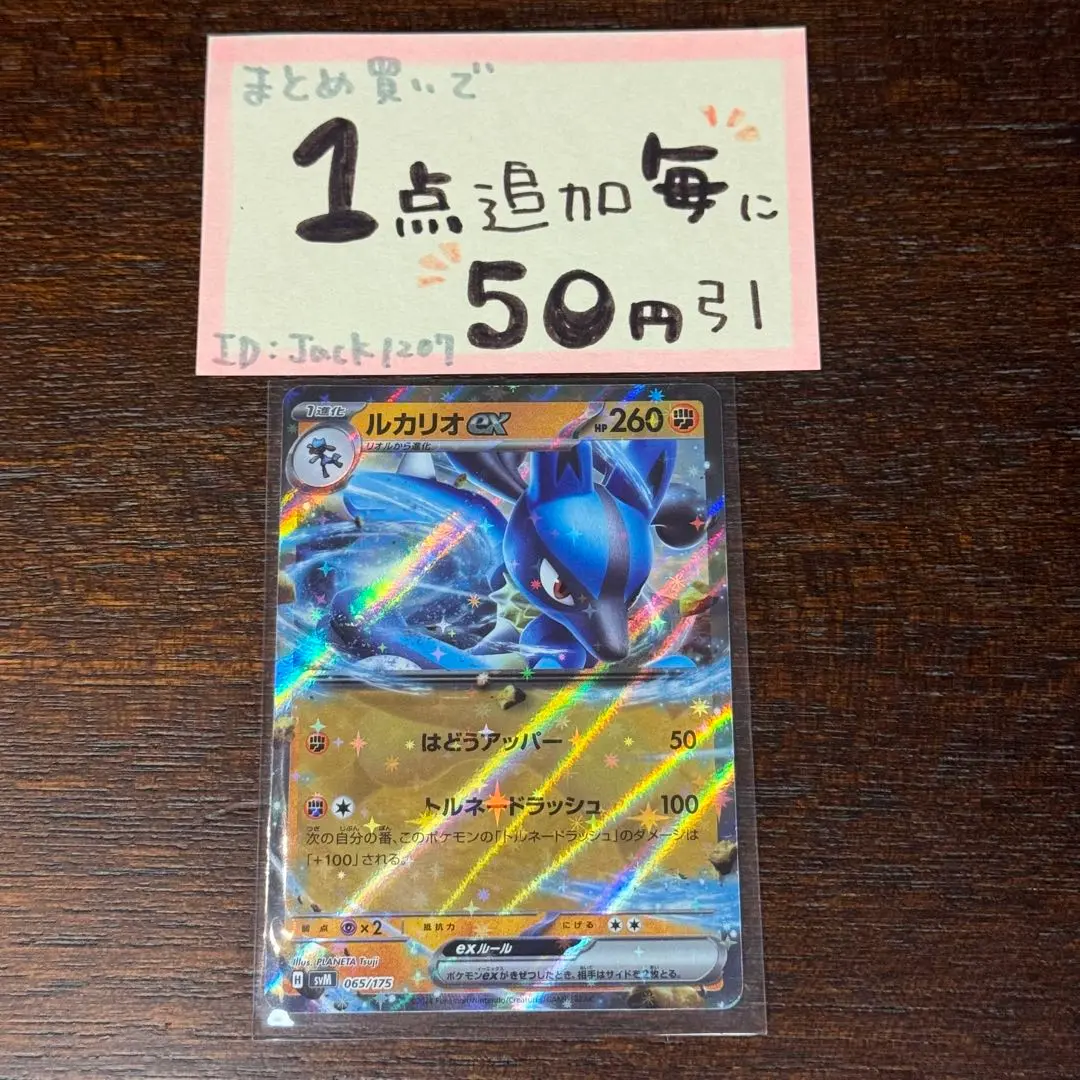 まとめ買いで
1点追加毎に
50円引
ID:Jack1207
1進化
ルカリオex
HP260
リオルから進化
はどうアッパー 50
トルネードラッシュ 100
次の自分の番、このポケモンの「トルネードラッシュ」のダメージは
「+100」される。
弱点 ×2 抵抗力 にげる
exルール
ポケモンexがきぜつしたとき、相手はサイドを2枚とる。
Illus. PLANETA Tsuji
H svM 065/175